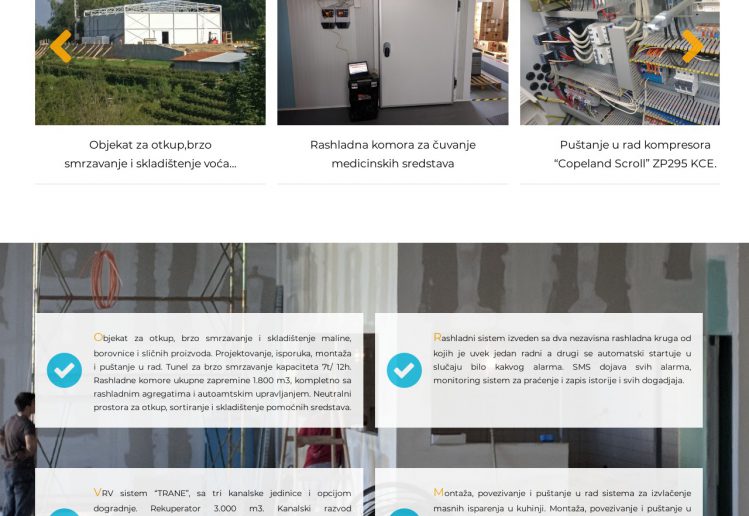 Objekat za otkup,brzo
smrzavanje i skladištenje voća...
Rashladna komora za čuvanje
medicinskih sredstava
Puštanje u rad kompresora
“Copeland Scroll” ZP295 KCE.
Objekat za otkup, brzo smrzavanje i skladištenje maline,
borovnice i sličnih proizvoda. Projektovanje, isporuka, montaža
i puštanje u rad. Tunel za brzo smrzavanje kapaciteta 7t/ 12h.
Rashladne komore ukupne zapremine 1.800 m3, kompletno sa
rashladnim agregatima i autoamtskim upravljanjem. Neutralni
prostora za otkup, sortiranje i skladištenje pomoćnih sredstava.
Rashladni sistem izveden sa dva nezavisna rashladna kruga od
kojih je uvek jedan radni a drugi se automatski startuje u
slučaju bilo kakvog alarma. SMS dojava svih alarma,
monitoring sistem za praćenje i zapis istorije i svih dogadjaja.
VRV sistem “TRANE”, sa tri kanalske jedinice i opcijom
dogradnje. Rekuperator 3.000 m3. Kanalski razvod
Montaža, povezivanje i puštanje u rad sistema za izvlačenje
masnih isparenja u kuhinji. Montaža, povezivanje i puštanje u